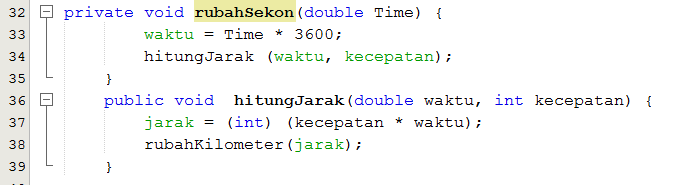 32 private void rubahSekon(double Time) {
33 waktu = Time * 3600;
34 hitungJarak (waktu, kecepatan);
35 }
36 public void  hitungJarak(double waktu, int kecepatan) {
37 jarak = (int) (kecepatan * waktu);
38 rubahKilometer(jarak);
39 }